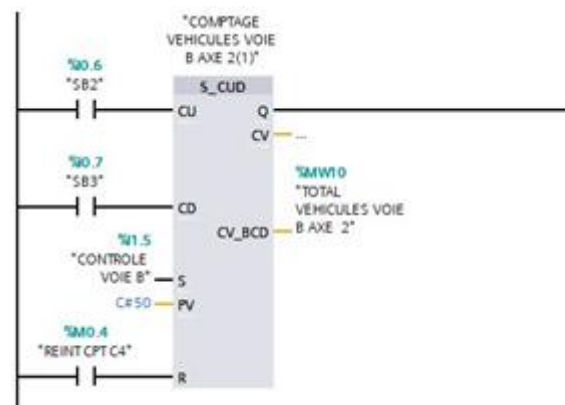 "COMPTAGE
VEHICULES VOIE
B AXE 2(1)"
%I0.6
"SB2"
S_CUD
CU
Q
CV
...
%I0.7
"SB3"
CD
%MW10
"TOTAL
VEHICULES VOIE
B AXE 2"
CV_BCD
%I1.5
"CONTROLE
VOIE B"
S
C#50
PV
%M0.4
"REINT CPT C4"
R